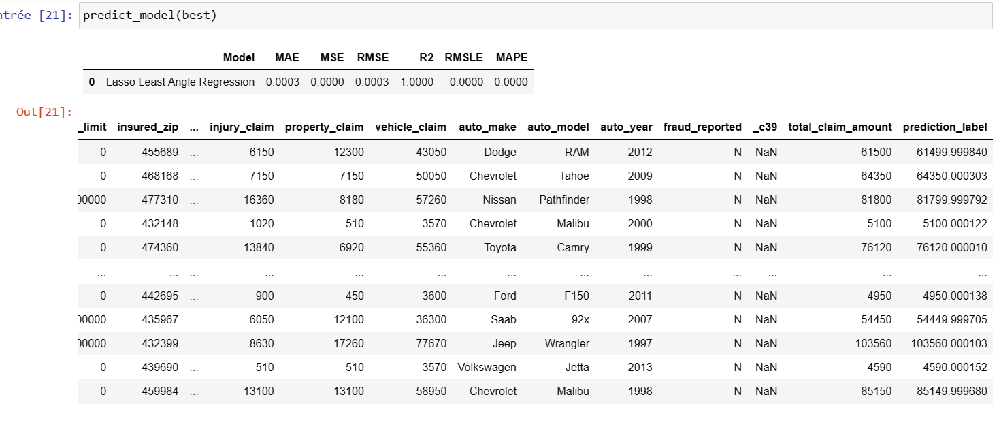 ntrée [21]: predict_model(best)
Model MAE MSE RMSE R2 RMSLE MAPE
0 Lasso Least Angle Regression 0.0003 0.0000 0.0003 1.0000 0.0000 0.0000
Out[21]:
_limit insured_zip ... injury_claim property_claim vehicle_claim auto_make auto_model auto_year fraud_reported _c39 total_claim_amount prediction_label
0 455689 ... 6150 12300 43050 Dodge RAM 2012 N NaN 61500 61499.999840
0 468168 ... 7150 7150 50050 Chevrolet Tahoe 2009 N NaN 64350 64350.000303
00000 477310 ... 16360 8180 57260 Nissan Pathfinder 1998 N NaN 81800 81799.999792
0 432148 ... 1020 510 3570 Chevrolet Malibu 2000 N NaN 5100 5100.000122
0 474360 ... 13840 6920 55360 Toyota Camry 1999 N NaN 76120 76120.000010
... ... ... ... ... ... ... ... ... ... ... ... ...
0 442695 ... 900 450 3600 Ford F150 2011 N NaN 4950 4950.000138
00000 435967 ... 6050 12100 36300 Saab 92x 2007 N NaN 54450 54449.999705
00000 432399 ... 8630 17260 77670 Jeep Wrangler 1997 N NaN 103560 103560.000103
0 439690 ... 510 510 3570 Volkswagen Jetta 2013 N NaN 4590 4590.000152
0 459984 ... 13100 13100 58950 Chevrolet Malibu 1998 N NaN 85150 85149.999680